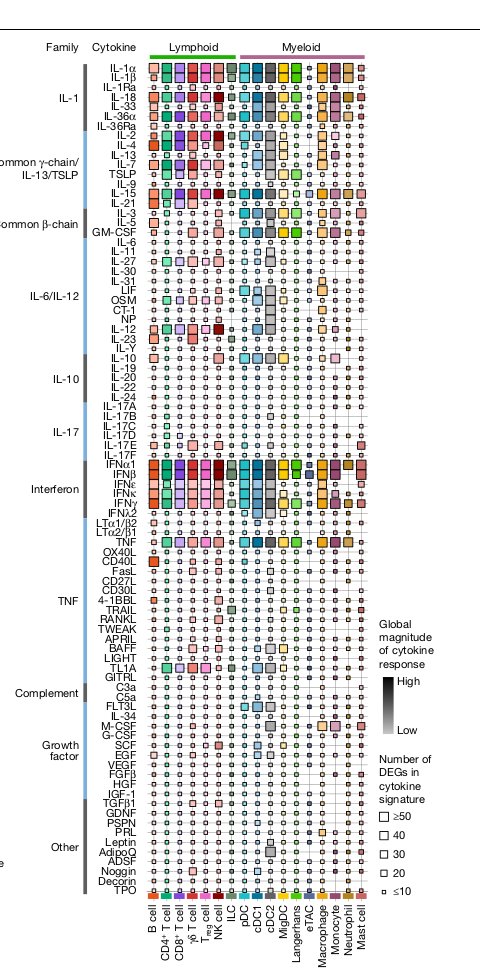 Family Cytokine Lymphoid Myeloid
IL-1α
IL-1β
IL-1Ra
IL-18
IL-1 IL-33
IL-36α
IL-36Ra
IL-2
IL-4
IL-13
ommon γ-chain/ IL-7
IL-13/TSLP TSLP
IL-9
IL-15
IL-21
IL-3
Common β-chain IL-5
GM-CSF
IL-6
IL-11
IL-27
IL-30
IL-31
IL-6/IL-12 LIF
OSM
CT-1
NP
IL-12
IL-23
IL-Y
IL-10
IL-19
IL-10 IL-20
IL-22
IL-24
IL-17A
IL-17B
IL-17C
IL-17 IL-17D
IL-17E
IL-17F
IFNα1
IFNβ
IFNε
Interferon IFNκ
IFNγ
IFNλ2
LTα1/β2
LTα2/β1
TNF
OX40L
CD40L
FasL
CD27L
CD30L
TNF 4-1BBL
TRAIL
RANKL
TWEAK
APRIL
BAFF
LIGHT
TL1A
GITRL
Complement C3a
C5a
FLT3L
IL-34
M-CSF
G-CSF
Growth SCF
factor EGF
VEGF
FGFβ
HGF
IGF-1
TGFβ1
GDNF
PSPN
PRL
Other Leptin
AdipoQ
ADSF
Noggin
Decorin
TPO
B cell
CD4+ T cell
CD8+ T cell
γδ T cell
Treg cell
NK cell
ILC
pDC
cDC1
cDC2
MigDC
Langerhans
eTAC
Macrophage
Monocyte
Neutrophil
Mast cell
Global
magnitude
of cytokine
response
High
Low
Number of
DEGs in
cytokine
signature
≥50
40
30
20
≤10
e